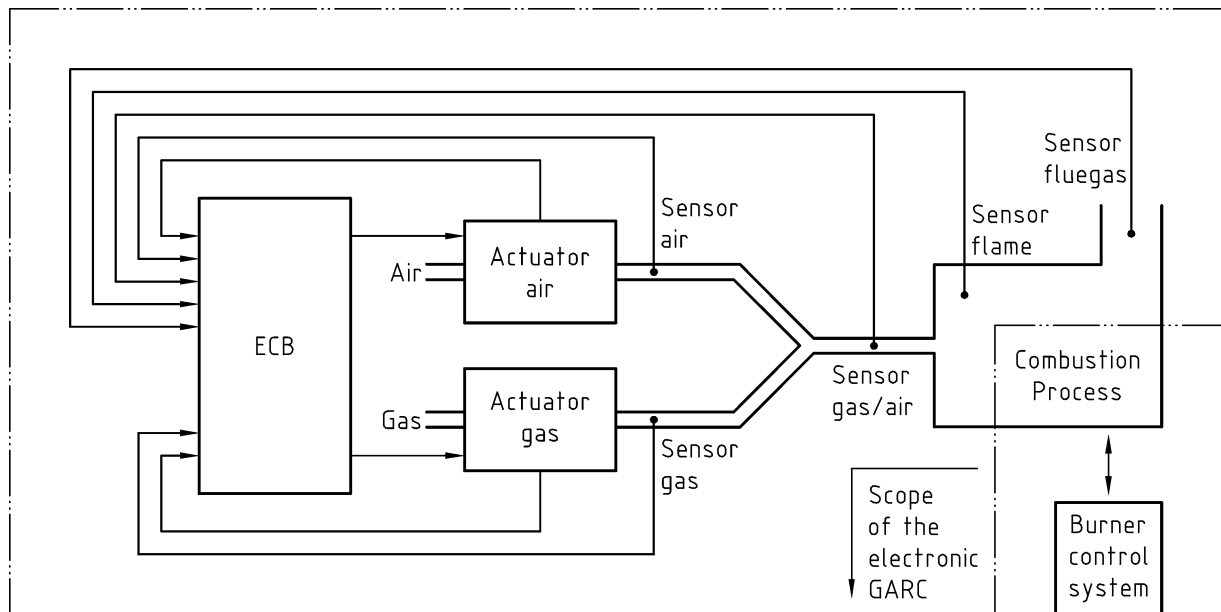 Sensor
fluegas
Sensor
air
Sensor
flame
Actuator
air
Air
ECB
Combustion
Process
Actuator
gas
Gas
Sensor
gas/air
Sensor
gas
Scope
of the
electronic
GARC
Burner
control
system